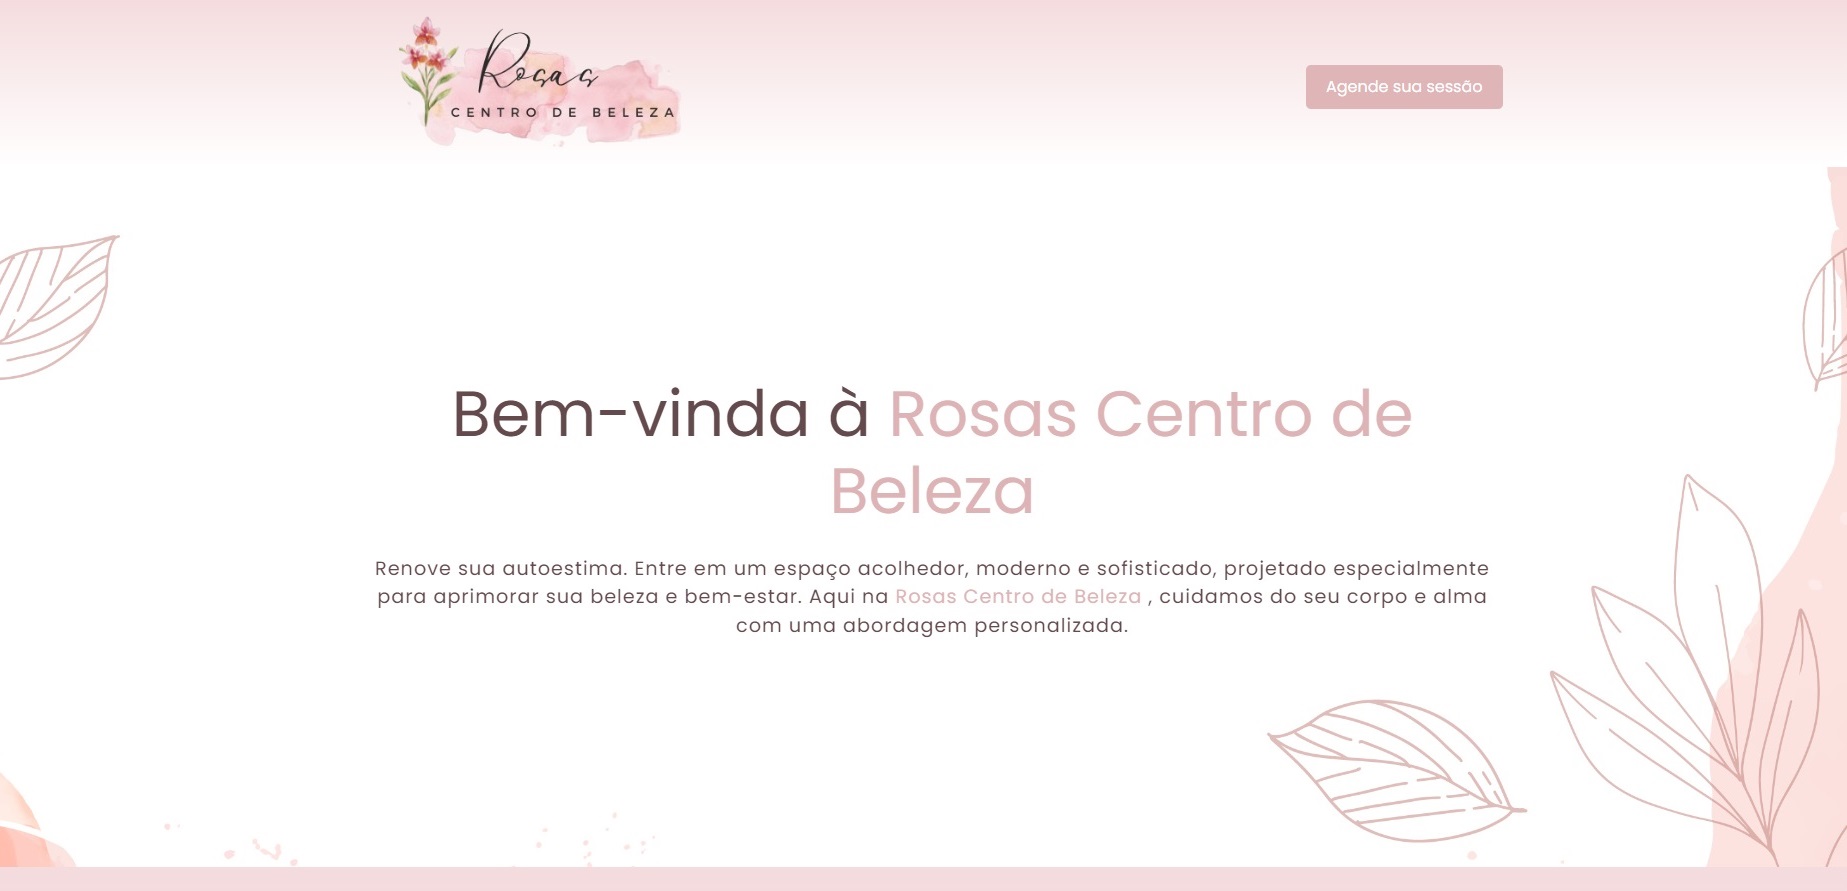 Rosas
CENTRO DE BELEZA
Agende sua sessão
Bem-vinda à Rosas Centro de
Beleza
Renove sua autoestima. Entre em um espaço acolhedor, moderno e sofisticado, projetado especialmente
para aprimorar sua beleza e bem-estar. Aqui na Rosas Centro de Beleza , cuidamos do seu corpo e alma
com uma abordagem personalizada.